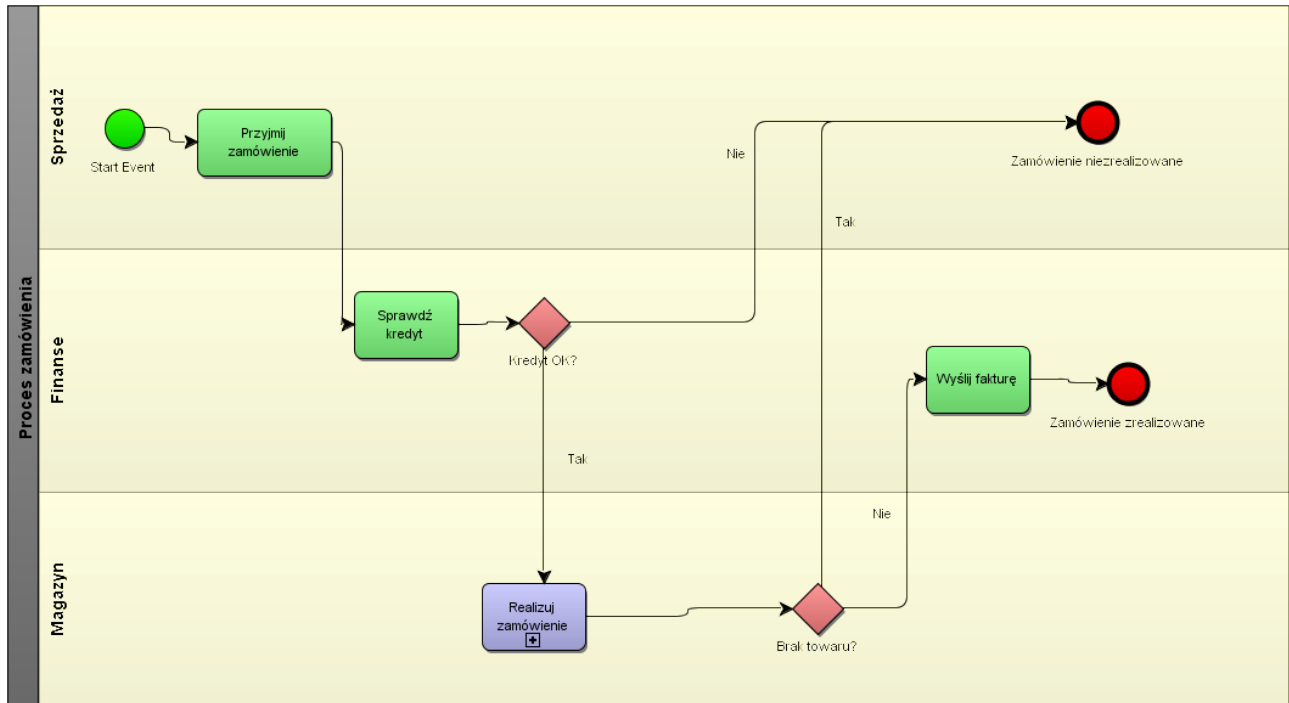 Proces zamówienia
Sprzedaż
Start Event
Przyjmij
zamówienie
Nie
Tak
Zamówienie niezrealizowane
Finanse
Sprawdź
kredyt
Kredyt OK?
Tak
Wyślij fakturę
Zamówienie zrealizowane
Magazyn
Realizuj
zamówienie
Brak towaru?
Nie